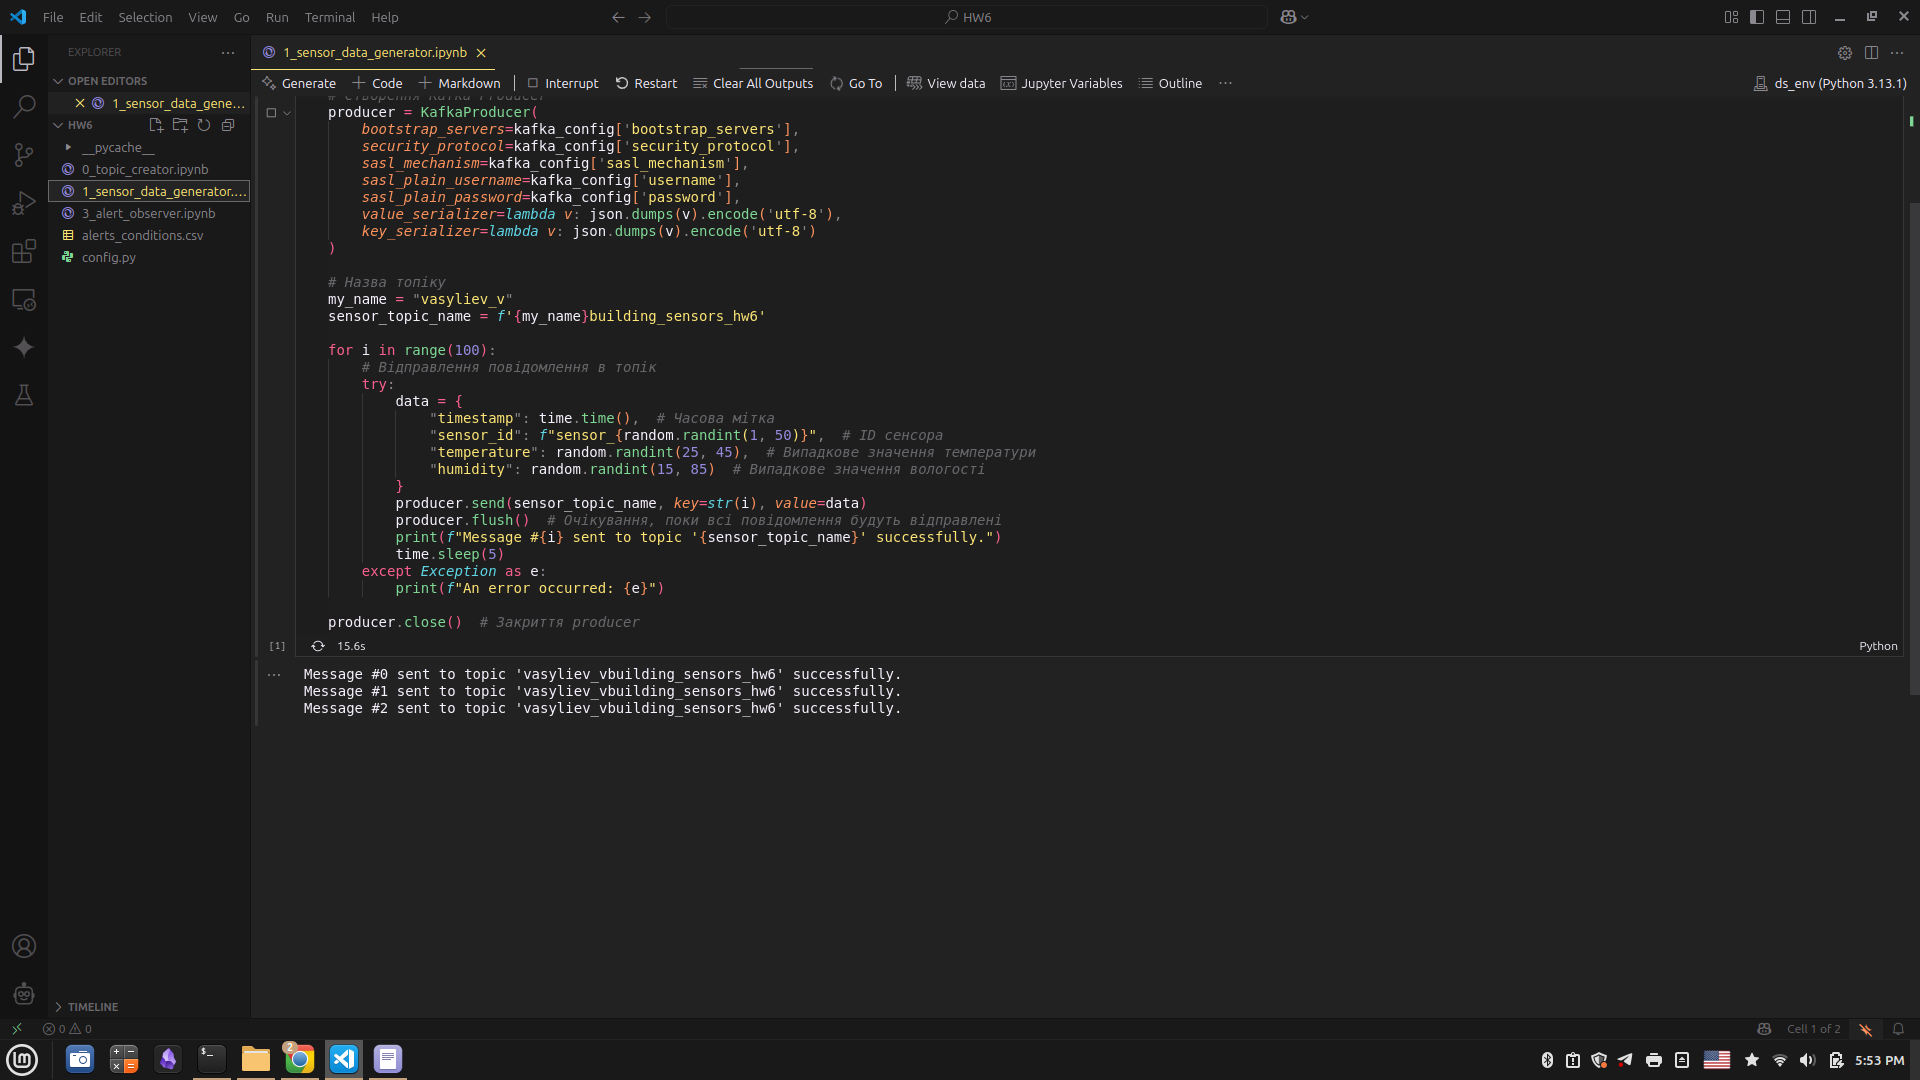 File Edit Selection View Go Run Terminal Help
HW6
EXPLORER
OPEN EDITORS
1_sensor_data_gene...
HW6
__pycache__
0_topic_creator.ipynb
1_sensor_data_generator....
3_alert_observer.ipynb
alerts_conditions.csv
config.py
TIMELINE
1_sensor_data_generator.ipynb
Generate Code Markdown Interrupt Restart Clear All Outputs Go To View data Jupyter Variables Outline ds_env (Python 3.13.1)
# Створення Kafka Producer
producer = KafkaProducer(
    bootstrap_servers=kafka_config['bootstrap_servers'],
    security_protocol=kafka_config['security_protocol'],
    sasl_mechanism=kafka_config['sasl_mechanism'],
    sasl_plain_username=kafka_config['username'],
    sasl_plain_password=kafka_config['password'],
    value_serializer=lambda v: json.dumps(v).encode('utf-8'),
    key_serializer=lambda v: json.dumps(v).encode('utf-8')
)
# Назва топіку
my_name = "vasyliev_v"
sensor_topic_name = f'{my_name}building_sensors_hw6'
for i in range(100):
    # Відправлення повідомлення в топік
    try:
        data = {
            "timestamp": time.time(),  # Часова мітка
            "sensor_id": f"sensor_{random.randint(1, 50)}",  # ID сенсора
            "temperature": random.randint(25, 45),  # Випадкове значення температури
            "humidity": random.randint(15, 85)  # Випадкове значення вологості
        }
        producer.send(sensor_topic_name, key=str(i), value=data)
        producer.flush()  # Очікування, поки всі повідомлення будуть відправлені
        print(f"Message #{i} sent to topic '{sensor_topic_name}' successfully.")
        time.sleep(5)
    except Exception as e:
        print(f"An error occurred: {e}")
producer.close()  # Закриття producer
[1] 15.6s Python
Message #0 sent to topic 'vasyliev_vbuilding_sensors_hw6' successfully.
Message #1 sent to topic 'vasyliev_vbuilding_sensors_hw6' successfully.
Message #2 sent to topic 'vasyliev_vbuilding_sensors_hw6' successfully.
0 0 Cell 1 of 2
2
5:53 PM